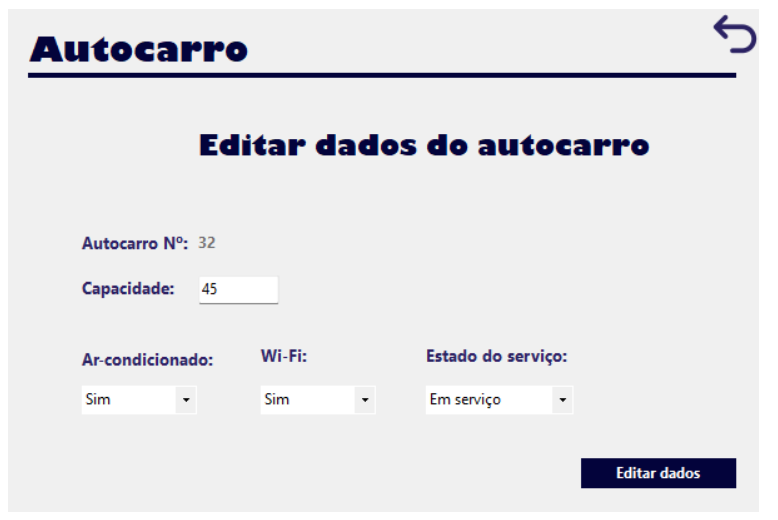 Autocarro
Editar dados do autocarro
Autocarro Nº: 32
Capacidade: 45
Ar-condicionado: Wi-Fi: Estado do serviço:
Sim Sim Em serviço
Editar dados